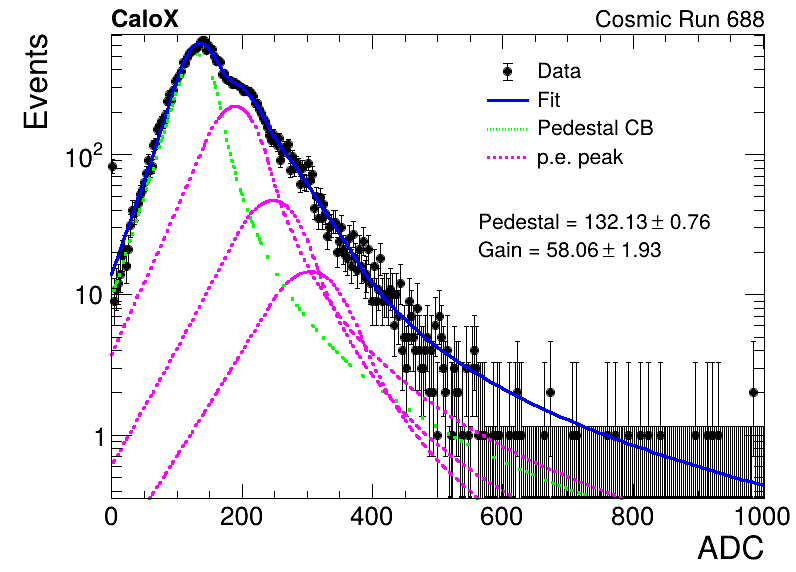 CaloX Cosmic Run 688
Events
Data
Fit
Pedestal CB
p.e. peak
Pedestal = 132.13 ± 0.76
Gain = 58.06 ± 1.93
10²
10
1
0 200 400 600 800 1000
ADC